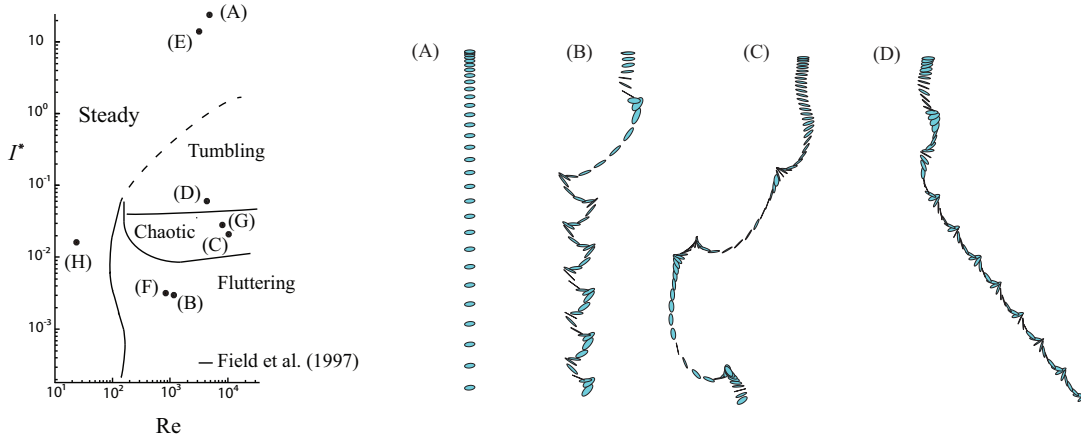 (A)
10
(E)
(A)
(B)
(C)
(D)
Steady
10⁰
I*
Tumbling
10⁻¹
(D)
(G)
Chaotic
(C)
10⁻²
(H)
Fluttering
(F)
(B)
10⁻³
— Field et al. (1997)
10¹ 10² 10³ 10⁴
Re